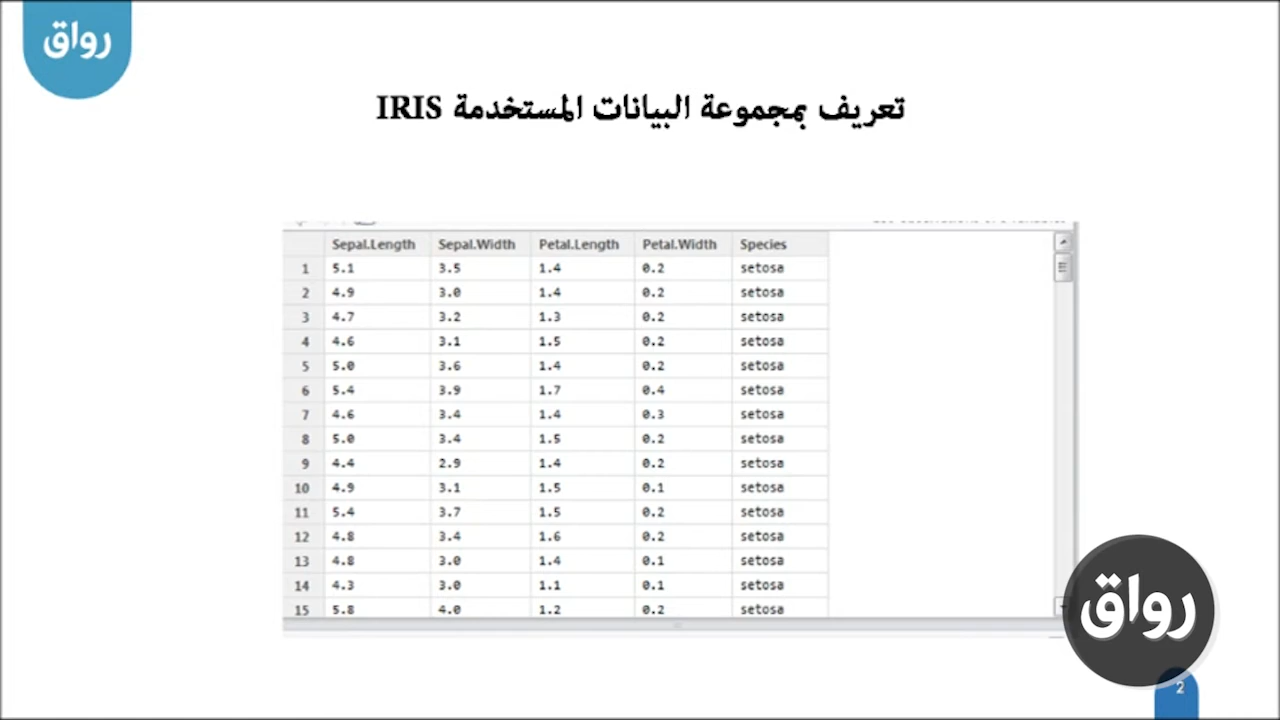 رواق
تعريف بمجموعة البيانات المستخدمة IRIS
Sepal.Length Sepal.Width Petal.Length Petal.Width Species
1 5.1 3.5 1.4 0.2 setosa
2 4.9 3.0 1.4 0.2 setosa
3 4.7 3.2 1.3 0.2 setosa
4 4.6 3.1 1.5 0.2 setosa
5 5.0 3.6 1.4 0.2 setosa
6 5.4 3.9 1.7 0.4 setosa
7 4.6 3.4 1.4 0.3 setosa
8 5.0 3.4 1.5 0.2 setosa
9 4.4 2.9 1.4 0.2 setosa
10 4.9 3.1 1.5 0.1 setosa
11 5.4 3.7 1.5 0.2 setosa
12 4.8 3.4 1.6 0.2 setosa
13 4.8 3.0 1.4 0.1 setosa
14 4.3 3.0 1.1 0.1 setosa
15 5.8 4.0 1.2 0.2 setosa
رواق
2